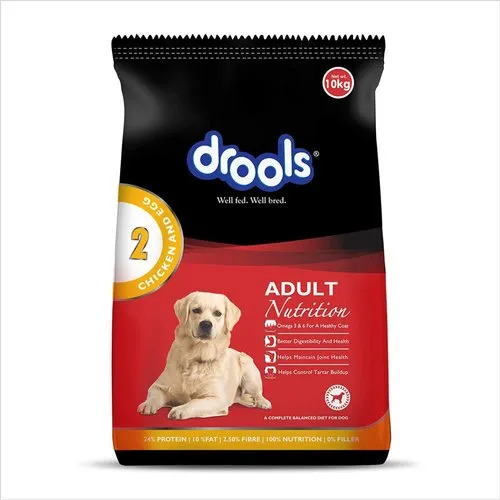 Net wt.
10kg
drools®
Well fed. Well bred.
2
CHICKEN AND EGG
ADULT
Nutrition
Omega 3 & 6 For A Healthy Coat
Better Digestibility And Health
Helps Maintain Joint Health
Helps Control Tartar Buildup
A COMPLETE BALANCED DIET FOR DOG
24% PROTEIN | 10 %FAT | 2.50% FIBRE | 100% NUTRITION | 0% FILLER